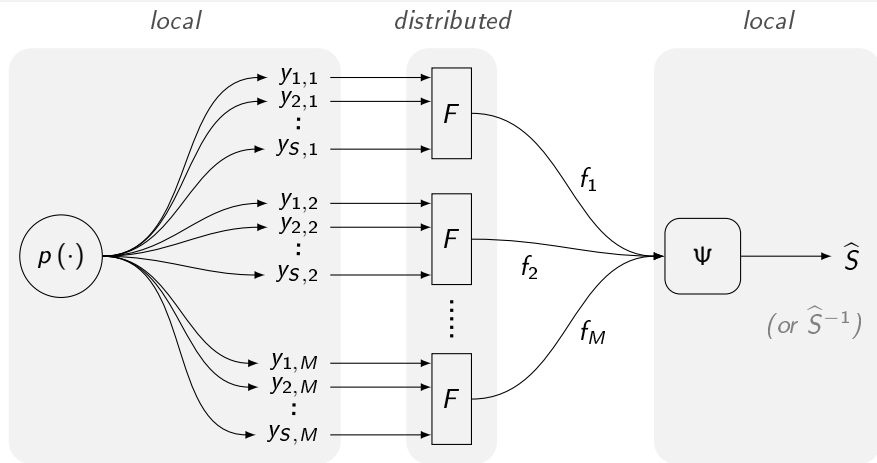 local distributed local
y1,1
y2,1
⋮
yS,1
F
f1
y1,2
y2,2
⋮
yS,2
F
f2
p (·)
Ψ
Ŝ
(or Ŝ−1)
⋮
fM
y1,M
y2,M
⋮
yS,M
F